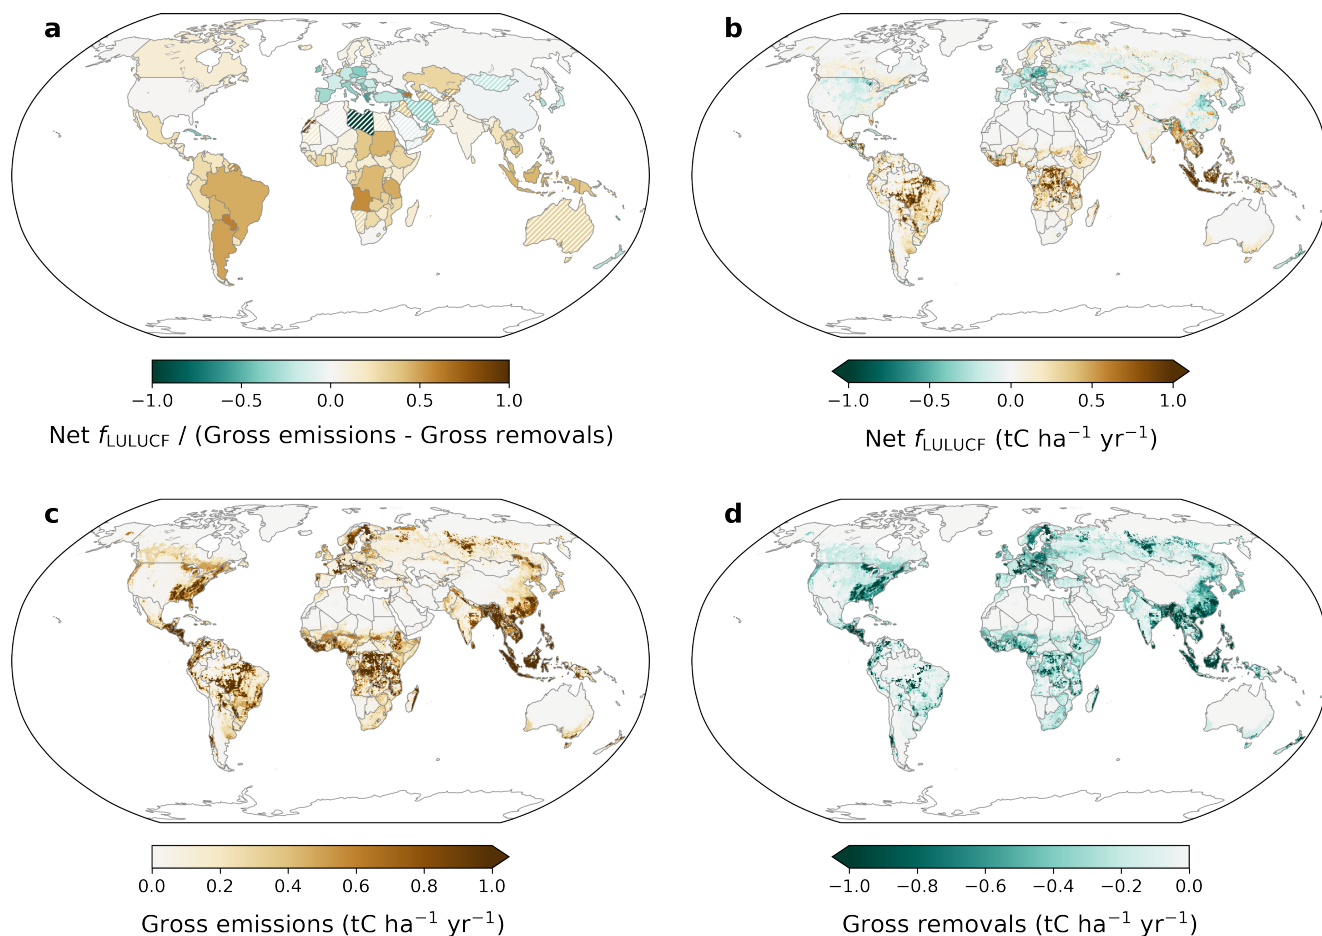 a
b
−1.0 −0.5 0.0 0.5 1.0
Net f_LULUCF / (Gross emissions - Gross removals)
−1.0 −0.5 0.0 0.5 1.0
Net f_LULUCF (tC ha⁻¹ yr⁻¹)
c
d
0.0 0.2 0.4 0.6 0.8 1.0
Gross emissions (tC ha⁻¹ yr⁻¹)
−1.0 −0.8 −0.6 −0.4 −0.2 0.0
Gross removals (tC ha⁻¹ yr⁻¹)